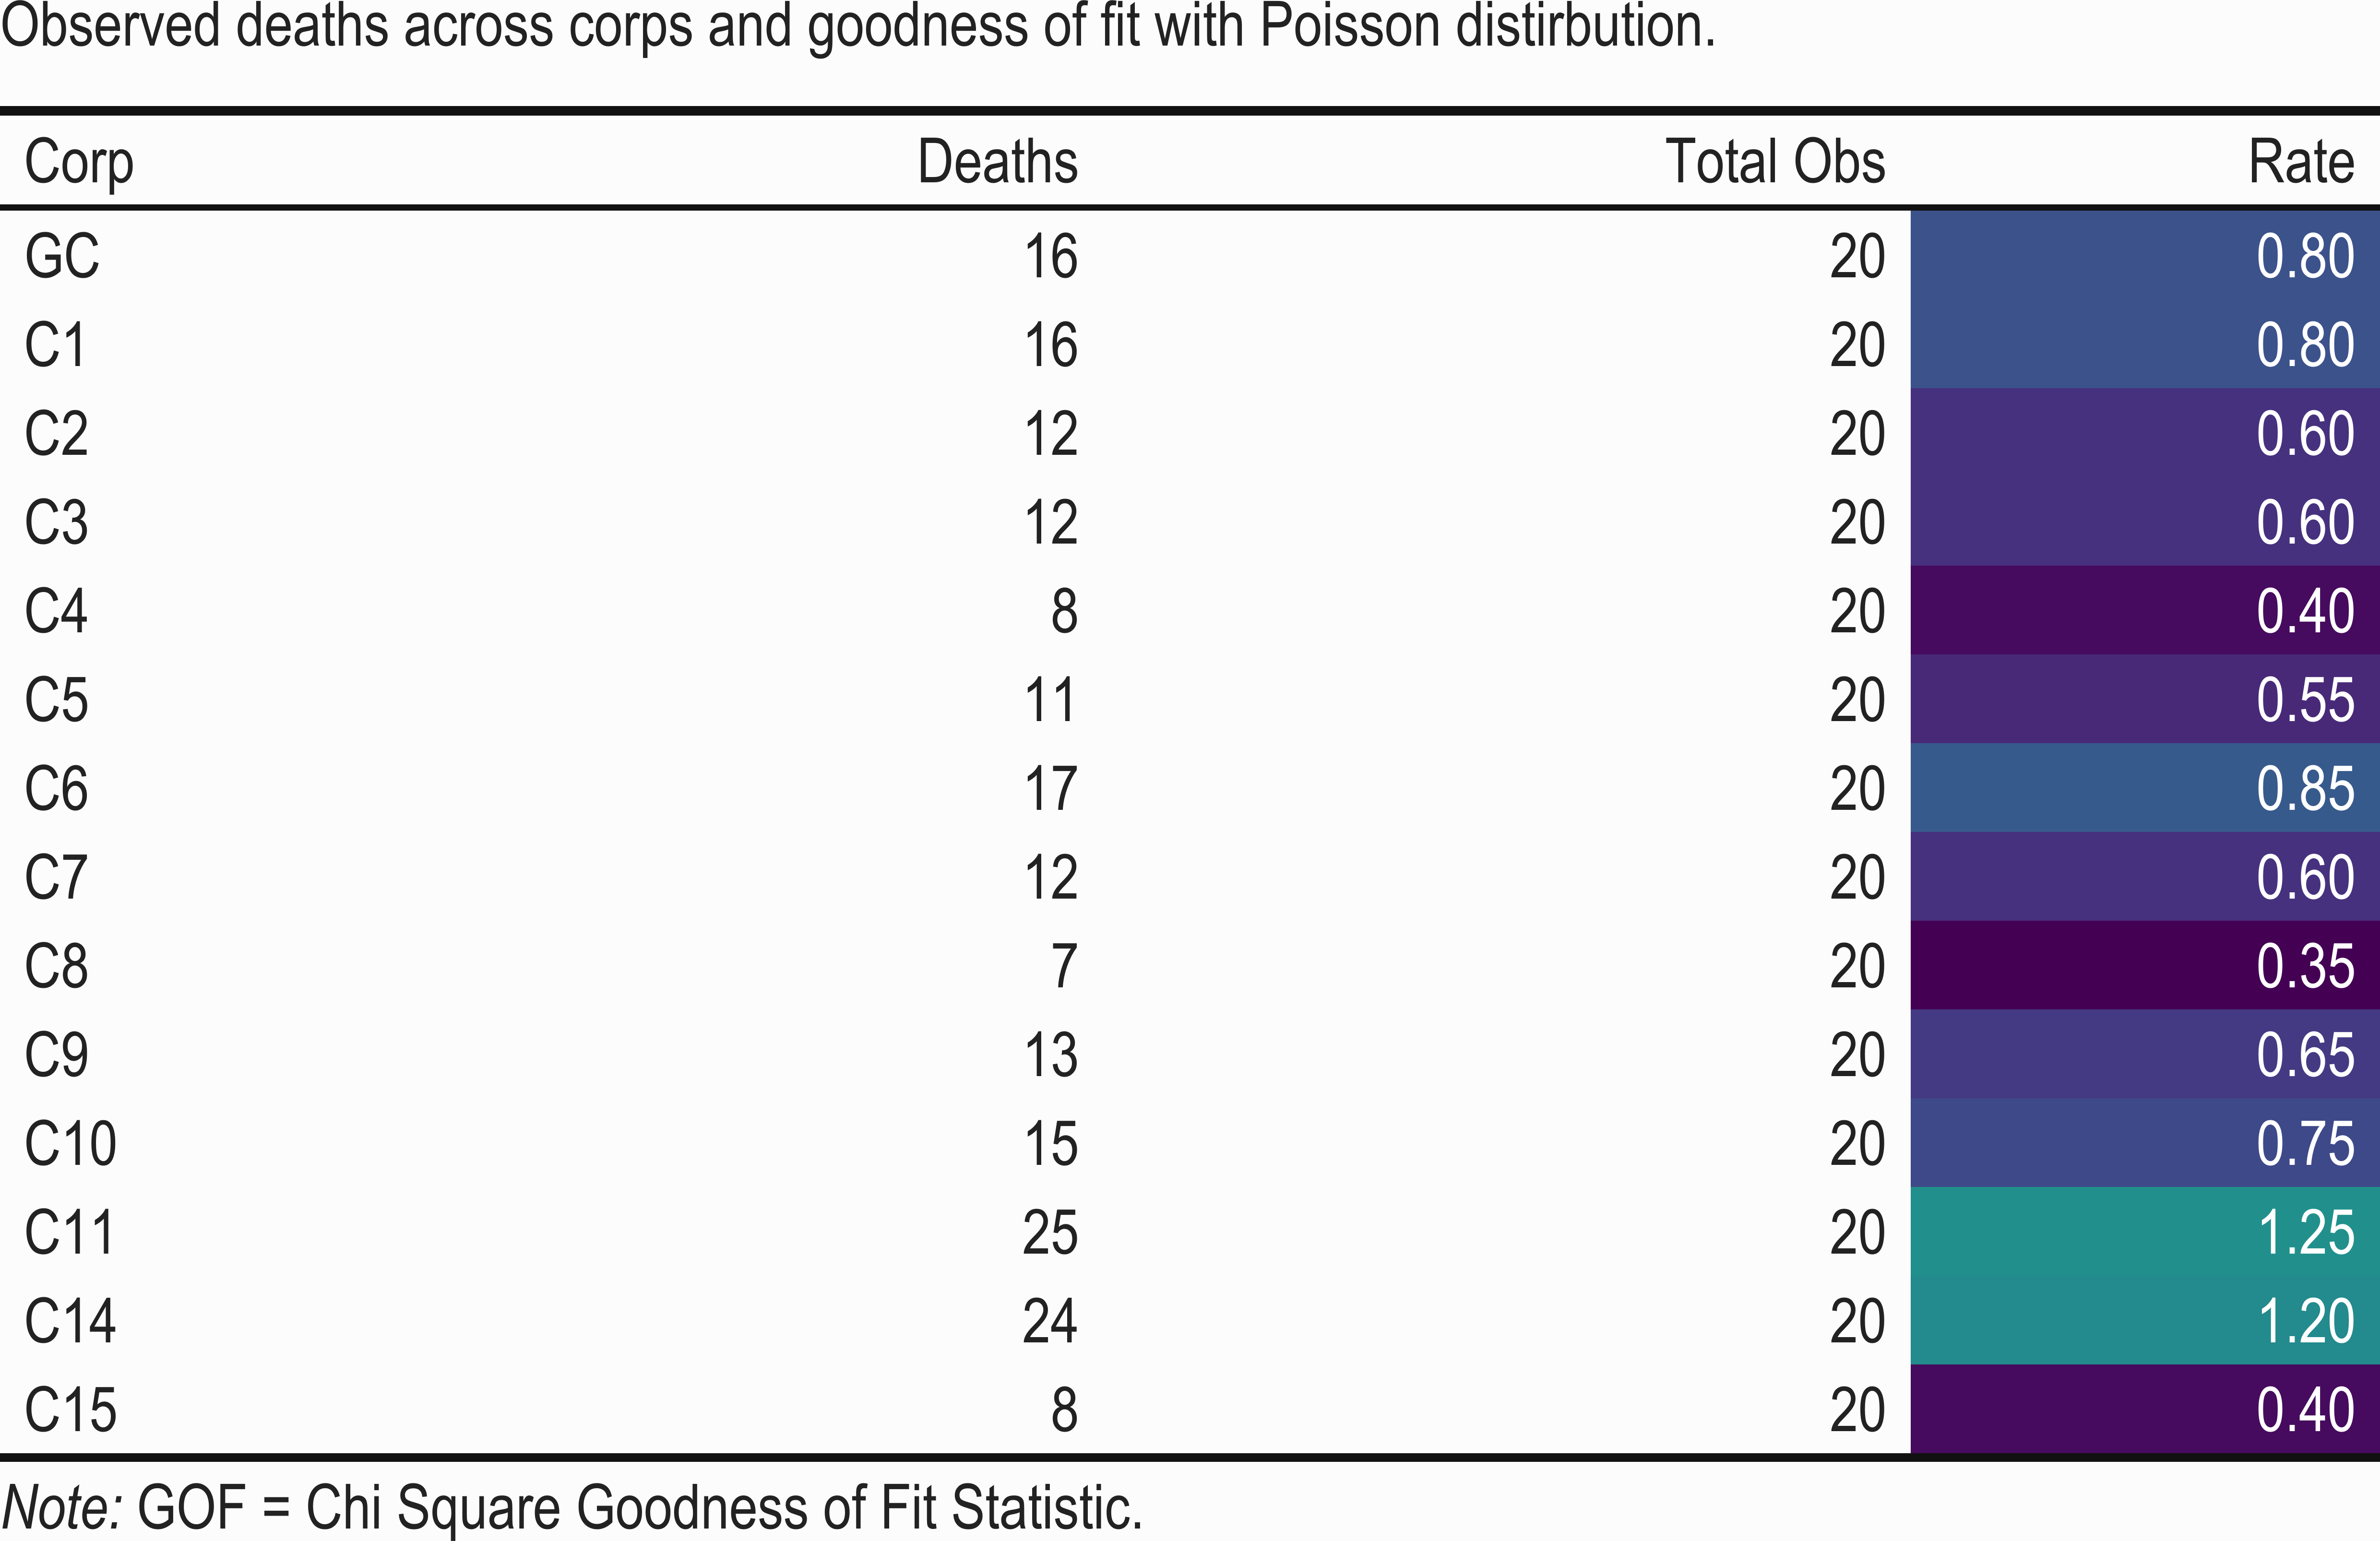 Observed deaths across corps and goodness of fit with Poisson distirbution.
Corp Deaths Total Obs Rate
GC 16 20 0.80
C1 16 20 0.80
C2 12 20 0.60
C3 12 20 0.60
C4 8 20 0.40
C5 11 20 0.55
C6 17 20 0.85
C7 12 20 0.60
C8 7 20 0.35
C9 13 20 0.65
C10 15 20 0.75
C11 25 20 1.25
C14 24 20 1.20
C15 8 20 0.40
Note: GOF = Chi Square Goodness of Fit Statistic.